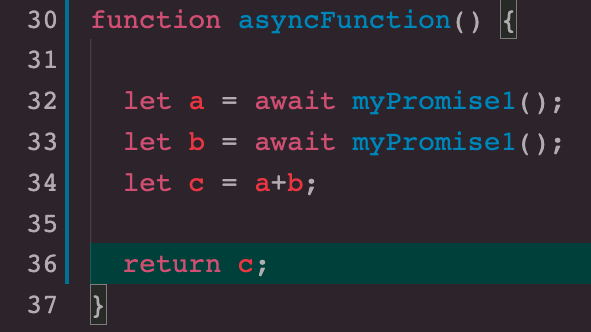 30 function asyncFunction() {
31
32 let a = await myPromise1();
33 let b = await myPromise1();
34 let c = a+b;
35
36 return c;
37 }